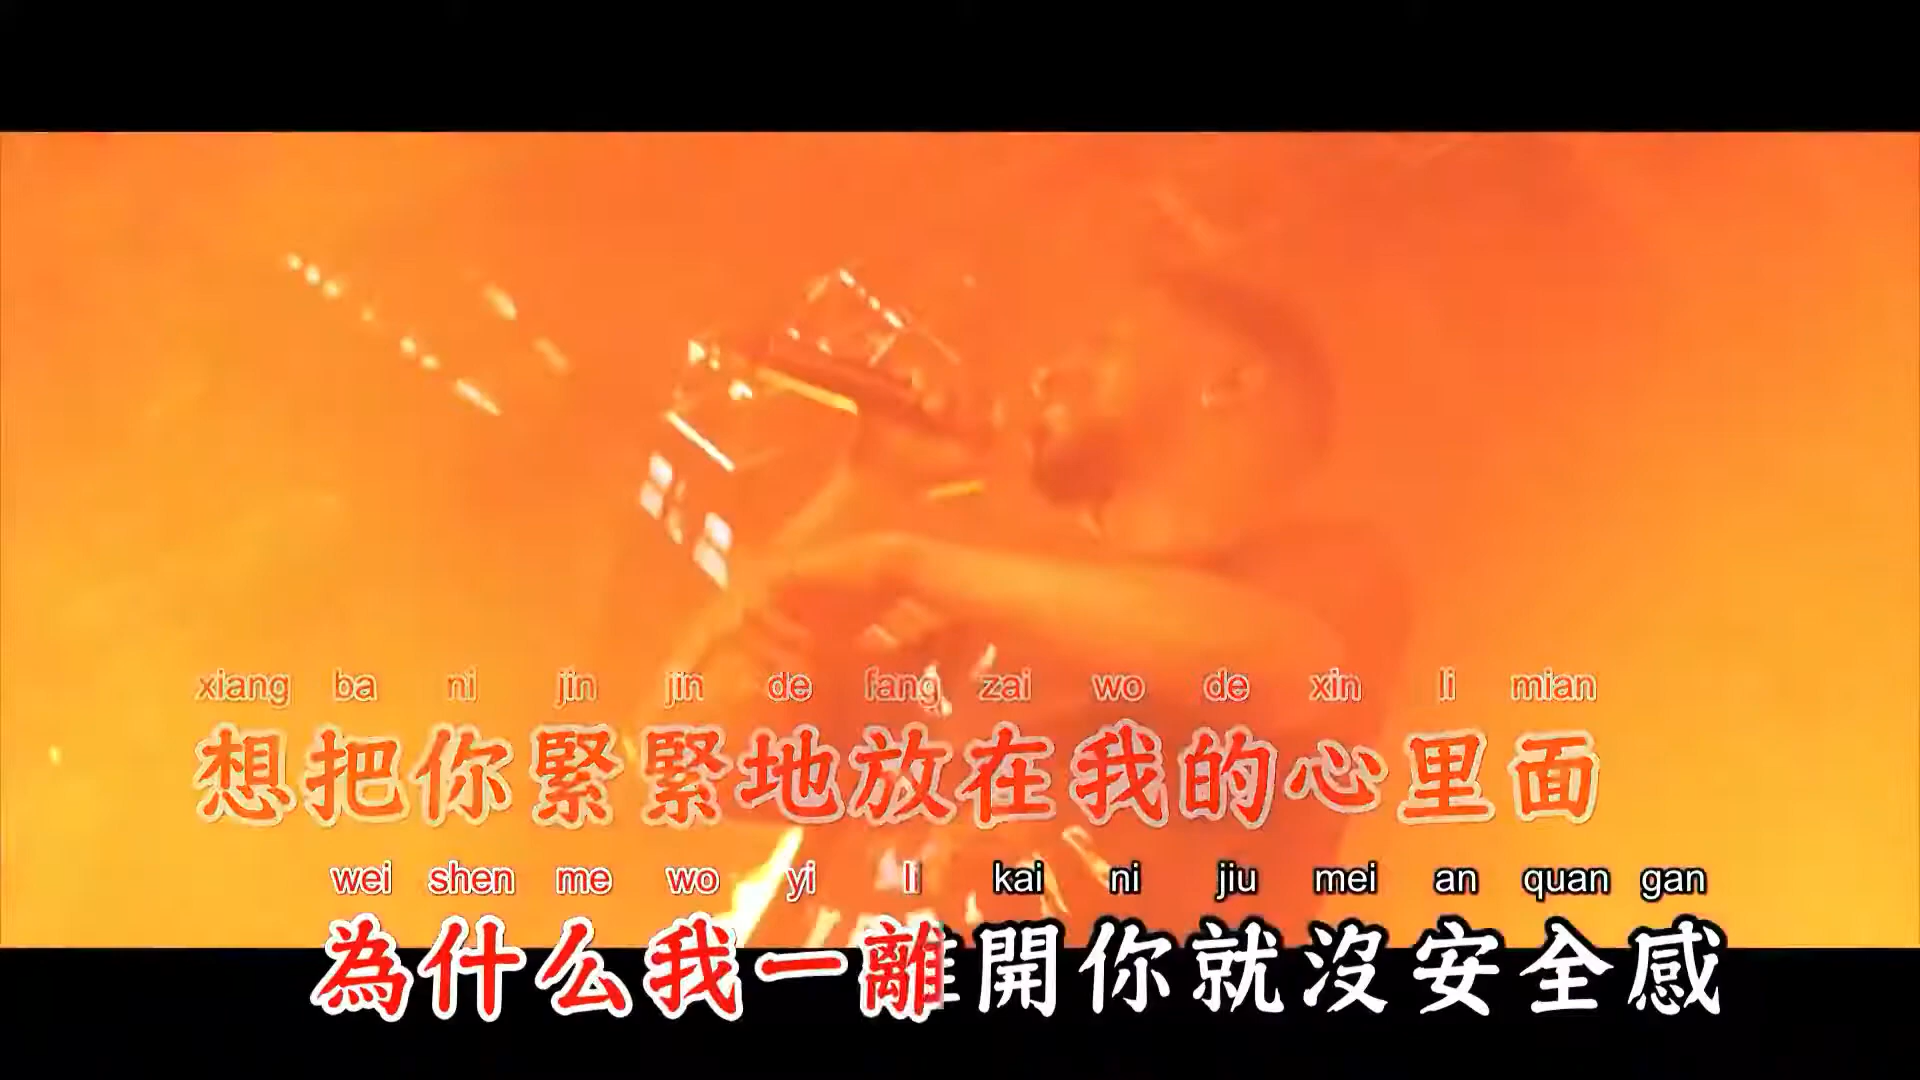 xiang ba ni jin jin de fang zai wo de xin li mian
想把你緊緊地放在我的心里面
wei shen me wo yi li kai ni jiu mei an quan gan
為什么我一離開你就沒安全感